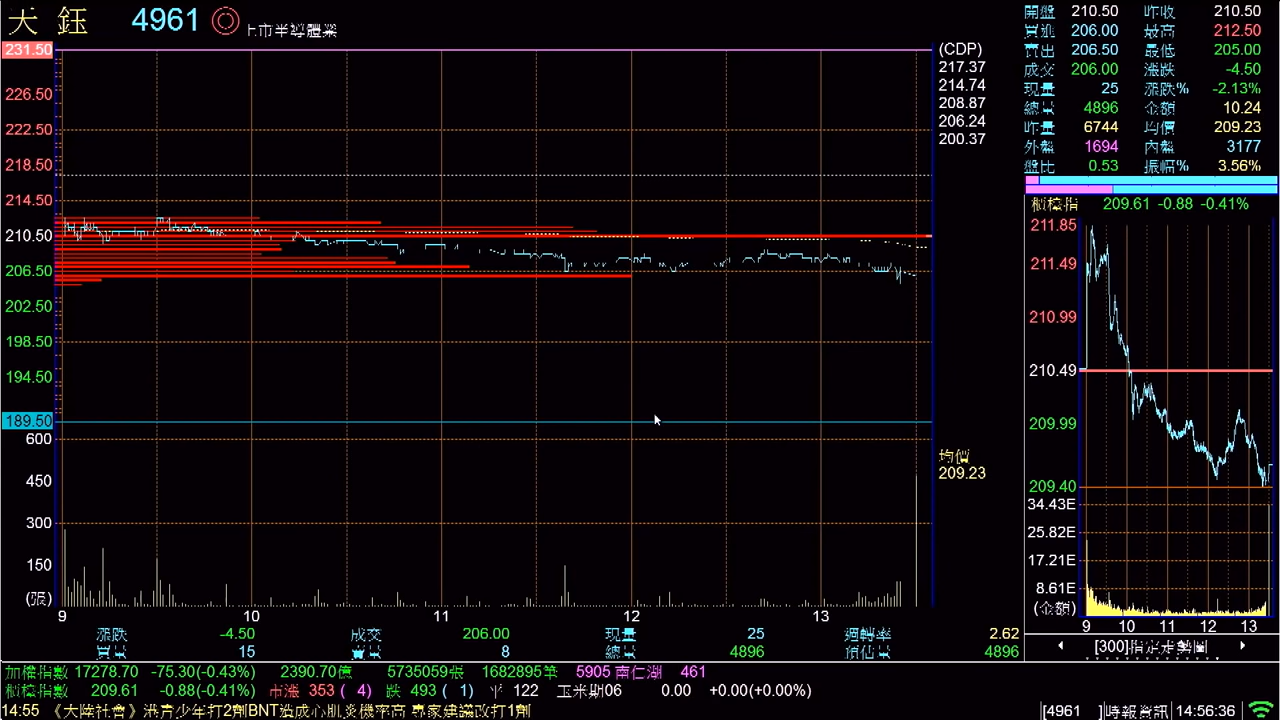 天 鈺 4961 上市半導體業
231.50
226.50
222.50
218.50
214.50
210.50
206.50
202.50
198.50
194.50
189.50
600
450
300
150
(張)
9 10 11 12 13
(CDP)
217.37
214.74
208.87
206.24
200.37
均價
209.23
開盤 210.50 昨收 210.50
買進 206.00 最高 212.50
賣出 206.50 最低 205.00
成交 206.00 漲跌 -4.50
現量 25 漲跌% -2.13%
總量 4896 金額 10.24
昨量 6744 均價 209.23
外盤 1694 內盤 3177
盤比 0.53 振幅% 3.56%
櫃檯指 209.61 -0.88 -0.41%
211.85
211.49
210.99
210.49
209.99
209.40
34.43E
25.82E
17.21E
8.61E
(金額)
9 10 11 12 13
[300]指定走勢圖
漲跌 -4.50 成交 206.00 現量 25 週轉率 2.62
買量 15 賣量 8 總量 4896 預估量 4896
加權指數 17278.70 -75.30(-0.43%) 2390.70億 5735059張 1682895筆 5905 南仁湖 461
櫃檯指數 209.61 -0.88(-0.41%) 市漲 353 ( 4) 跌 493 ( 1) 平 122 玉米期06 0.00 +0.00(+0.00%)
14:55 《大陸社會》港青少年打2劑BNT造成心肌炎機率高 專家建議改打1劑
[4961 ]時報資訊 14:56:36